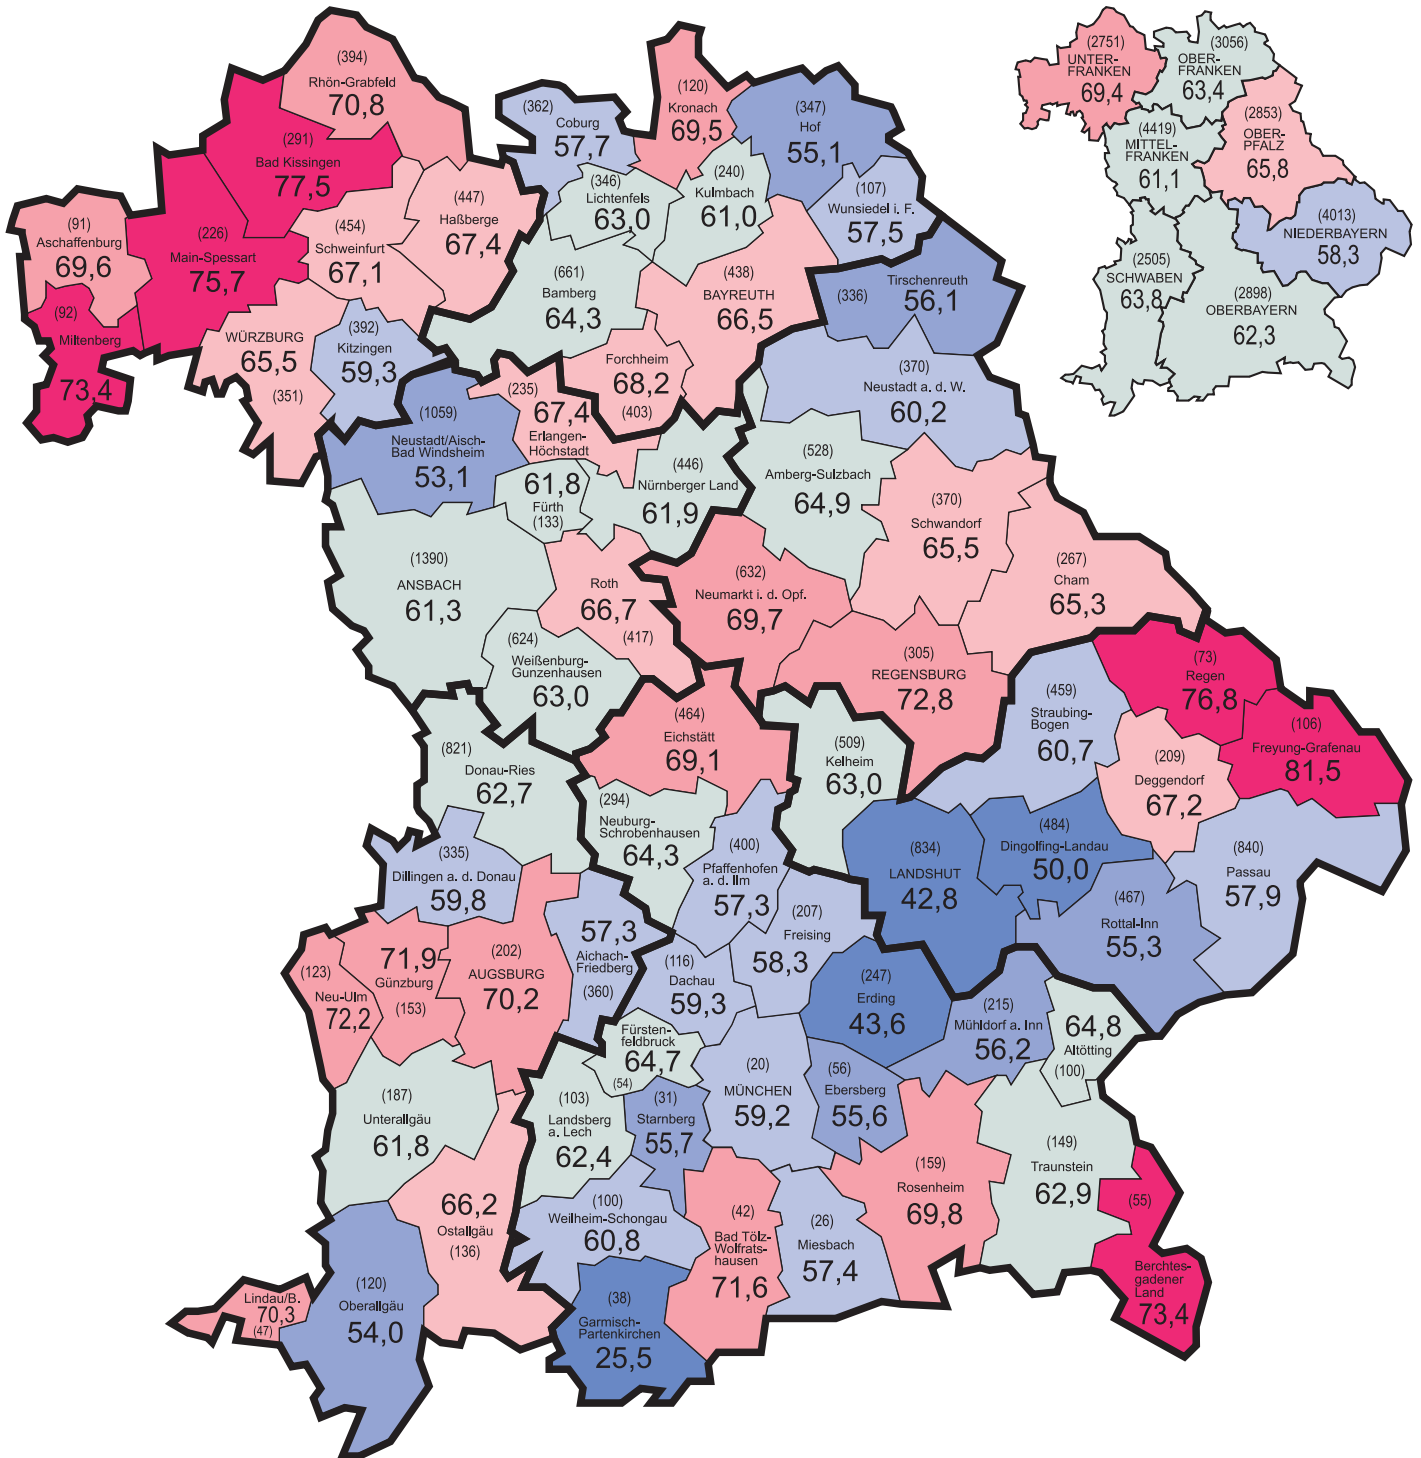 (394)
Rhön-Grabfeld
70,8
(291)
Bad Kissingen
77,5
(91)
Aschaffenburg
69,6
(226)
Main-Spessart
75,7
(92)
Miltenberg
73,4
(454)
Schweinfurt
67,1
(447)
Haßberge
67,4
WÜRZBURG
65,5
(351)
(392)
Kitzingen
59,3
(362)
Coburg
57,7
(120)
Kronach
69,5
(347)
Hof
55,1
(346)
Lichtenfels
63,0
(240)
Kulmbach
61,0
(107)
Wunsiedel i. F.
57,5
(661)
Bamberg
64,3
(438)
BAYREUTH
66,5
Forchheim
68,2
(403)
Tirschenreuth
(336)
56,1
(370)
Neustadt a. d. W.
60,2
(1059)
Neustadt/Aisch-
Bad Windsheim
53,1
(235)
67,4
Erlangen-
Höchstadt
61,8
Fürth
(133)
(446)
Nürnberger Land
61,9
(528)
Amberg-Sulzbach
64,9
(370)
Schwandorf
65,5
(267)
Cham
65,3
(1390)
ANSBACH
61,3
Roth
66,7
(417)
(632)
Neumarkt i. d. Opf.
69,7
(624)
Weißenburg-
Gunzenhausen
63,0
(305)
REGENSBURG
72,8
(73)
Regen
76,8
(459)
Straubing-
Bogen
60,7
(106)
Freyung-Grafenau
81,5
(209)
Deggendorf
67,2
(464)
Eichstätt
69,1
(509)
Kelheim
63,0
(821)
Donau-Ries
62,7
(294)
Neuburg-
Schrobenhausen
64,3
(400)
Pfaffenhofen
a. d. Ilm
57,3
(834)
LANDSHUT
42,8
(484)
Dingolfing-Landau
50,0
(840)
Passau
57,9
(467)
Rottal-Inn
55,3
(335)
Dillingen a. d. Donau
59,8
(123)
Neu-Ulm
72,2
71,9
Günzburg
(153)
(202)
AUGSBURG
70,2
57,3
Aichach-
Friedberg
(360)
(116)
Dachau
59,3
(207)
Freising
58,3
(247)
Erding
43,6
(215)
Mühldorf a. Inn
56,2
64,8
Altötting
(100)
Fürsten-
feldbruck
64,7
(54)
(20)
MÜNCHEN
59,2
(56)
Ebersberg
55,6
(187)
Unterallgäu
61,8
(103)
Landsberg
a. Lech
62,4
(31)
Starnberg
55,7
(149)
Traunstein
62,9
(159)
Rosenheim
69,8
(55)
Berchtes-
gadener
Land
73,4
66,2
Ostallgäu
(136)
(100)
Weilheim-Schongau
60,8
(42)
Bad Tölz-
Wolfrats-
hausen
71,6
(26)
Miesbach
57,4
Lindau/B.
70,3
(47)
(120)
Oberallgäu
54,0
(38)
Garmisch-
Partenkirchen
25,5
(2751)
UNTER-
FRANKEN
69,4
(3056)
OBER-
FRANKEN
63,4
(4419)
MITTEL-
FRANKEN
61,1
(2853)
OBER-
PFALZ
65,8
(4013)
NIEDERBAYERN
58,3
(2505)
SCHWABEN
63,8
(2898)
OBERBAYERN
62,3